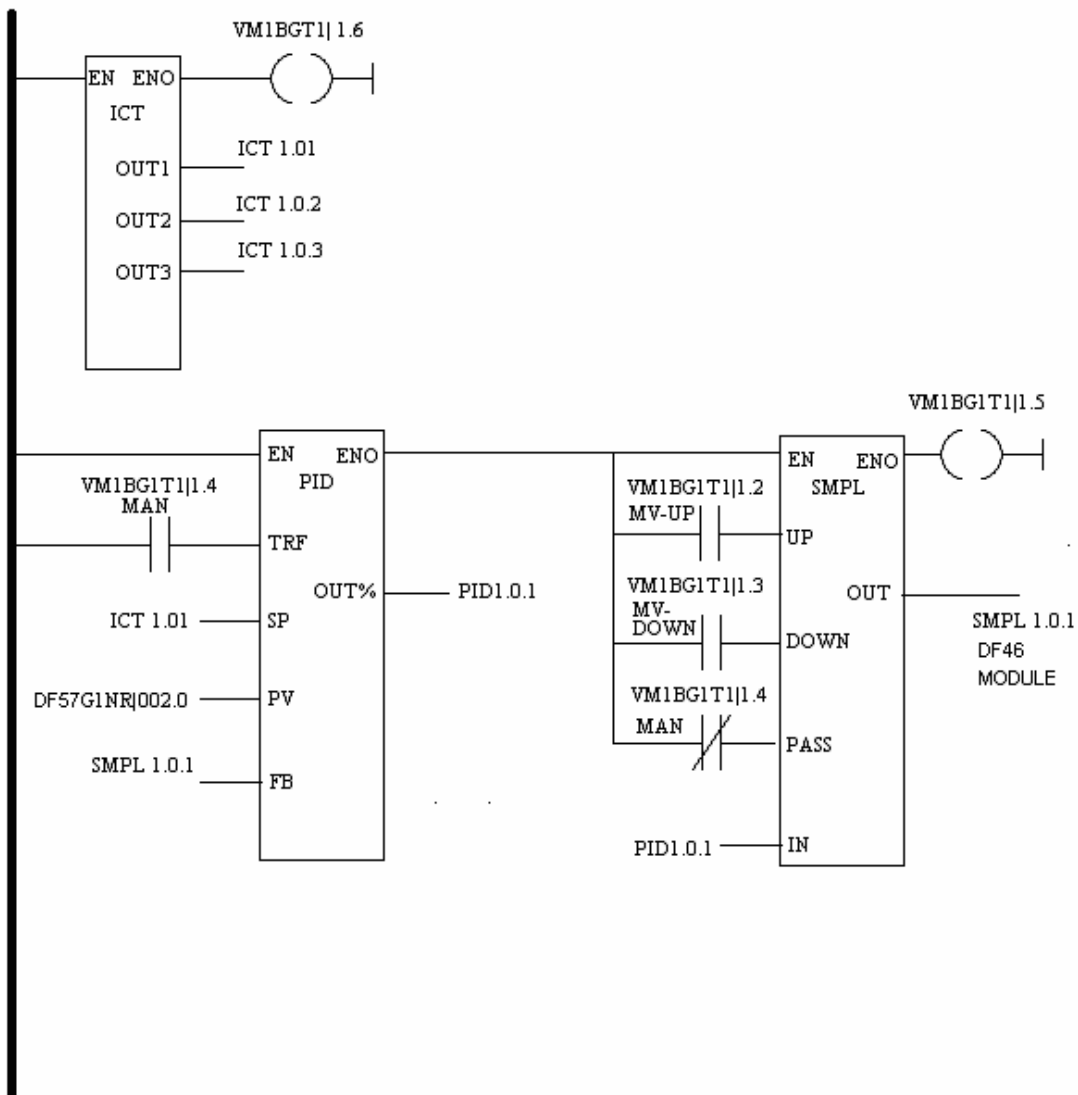 VM1BGT1| 1.6
EN ENO
ICT
OUT1
ICT 1.01
OUT2
ICT 1.0.2
OUT3
ICT 1.0.3
VM1BG1T1|1.5
EN ENO
PID
VM1BG1T1|1.4
MAN
TRF
OUT%
PID1.0.1
ICT 1.01
SP
DF57G1NR|002.0
PV
SMPL 1.0.1
FB
EN ENO
SMPL
VM1BG1T1|1.2
MV-UP
UP
VM1BG1T1|1.3
MV-
DOWN
DOWN
OUT
SMPL 1.0.1
DF46
MODULE
VM1BG1T1|1.4
MAN
PASS
PID1.0.1
IN